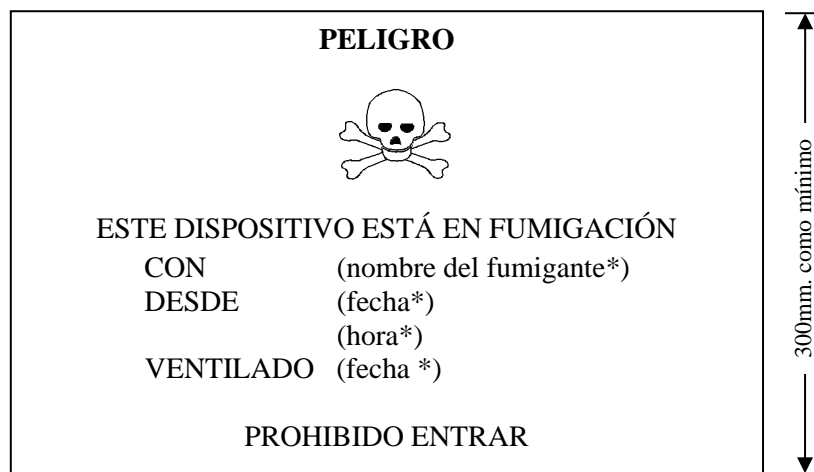 PELIGRO
ESTE DISPOSITIVO ESTÁ EN FUMIGACIÓN
CON (nombre del fumigante*)
DESDE (fecha*)
(hora*)
VENTILADO (fecha *)
PROHIBIDO ENTRAR
300mm. como mínimo